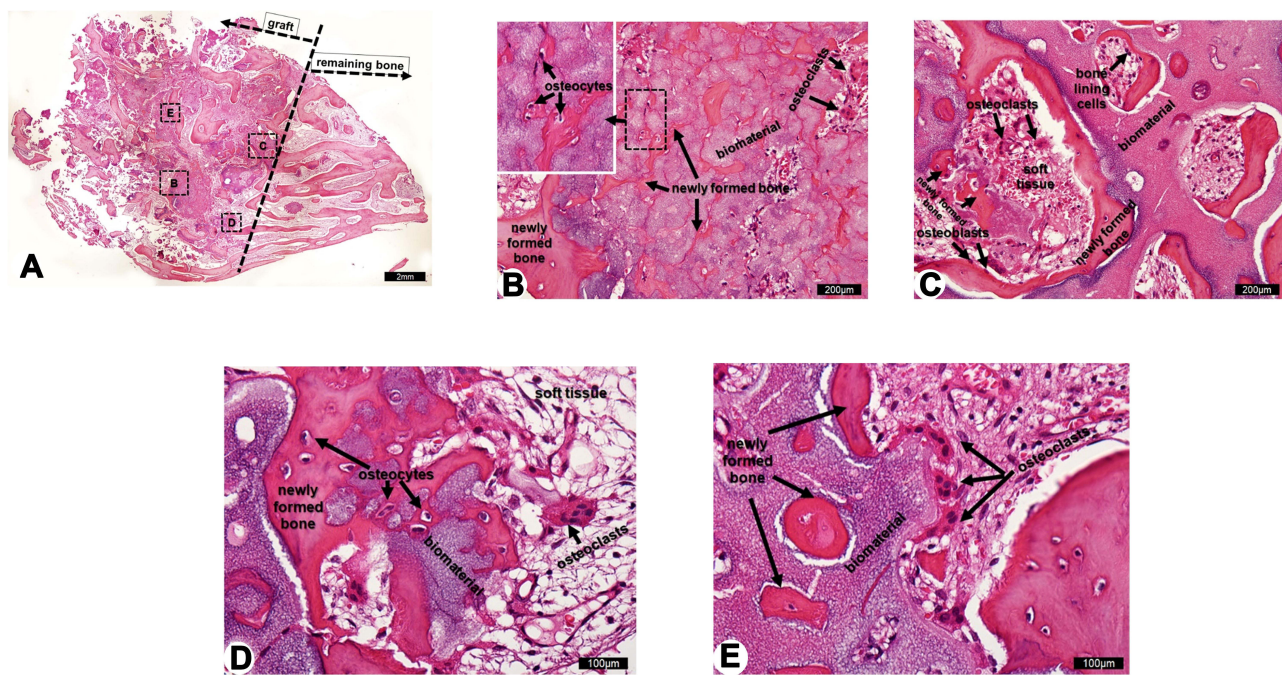 graft
remaining bone
E
C
B
D
2mm
A
osteocytes
osteoclasts
biomaterial
newly formed bone
newly
formed
bone
200µm
B
bone
lining
cells
osteoclasts
biomaterial
soft
tissue
newly formed
bone
osteoblasts
newly formed
bone
200µm
C
soft tissue
osteocytes
newly
formed
bone
biomaterial
osteoclasts
100µm
D
newly
formed
bone
osteoclasts
biomaterial
100µm
E